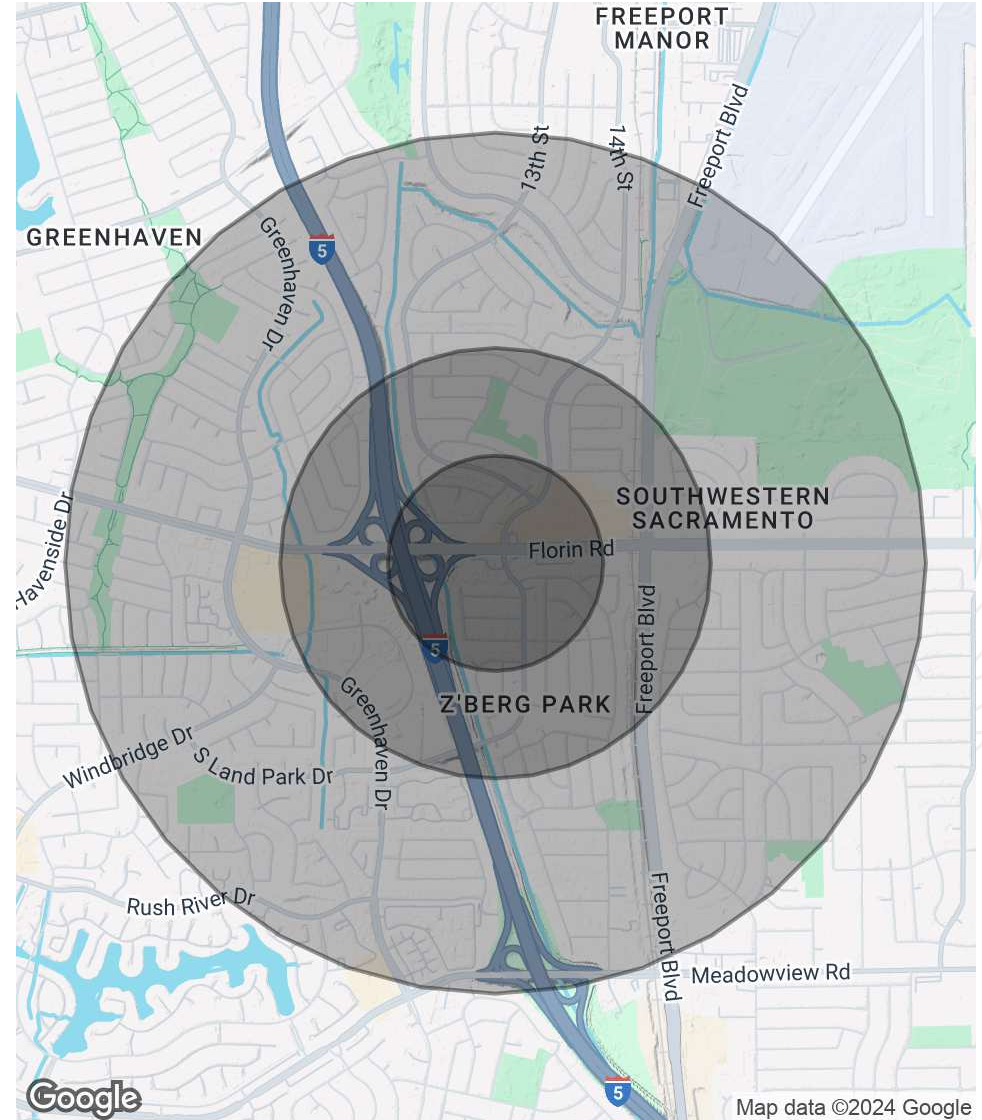 FREEPORT
MANOR
Freeport Blvd
13th St
14th St
GREENHAVEN
Greenhaven Dr
5
Havenside Dr
SOUTHWESTERN
SACRAMENTO
Florin Rd
Freeport Blvd
5
Z'BERG PARK
Greenhaven Dr
Windbridge Dr
S Land Park Dr
Rush River Dr
Freeport Blvd
Meadowview Rd
5
Google
Map data ©2024 Google